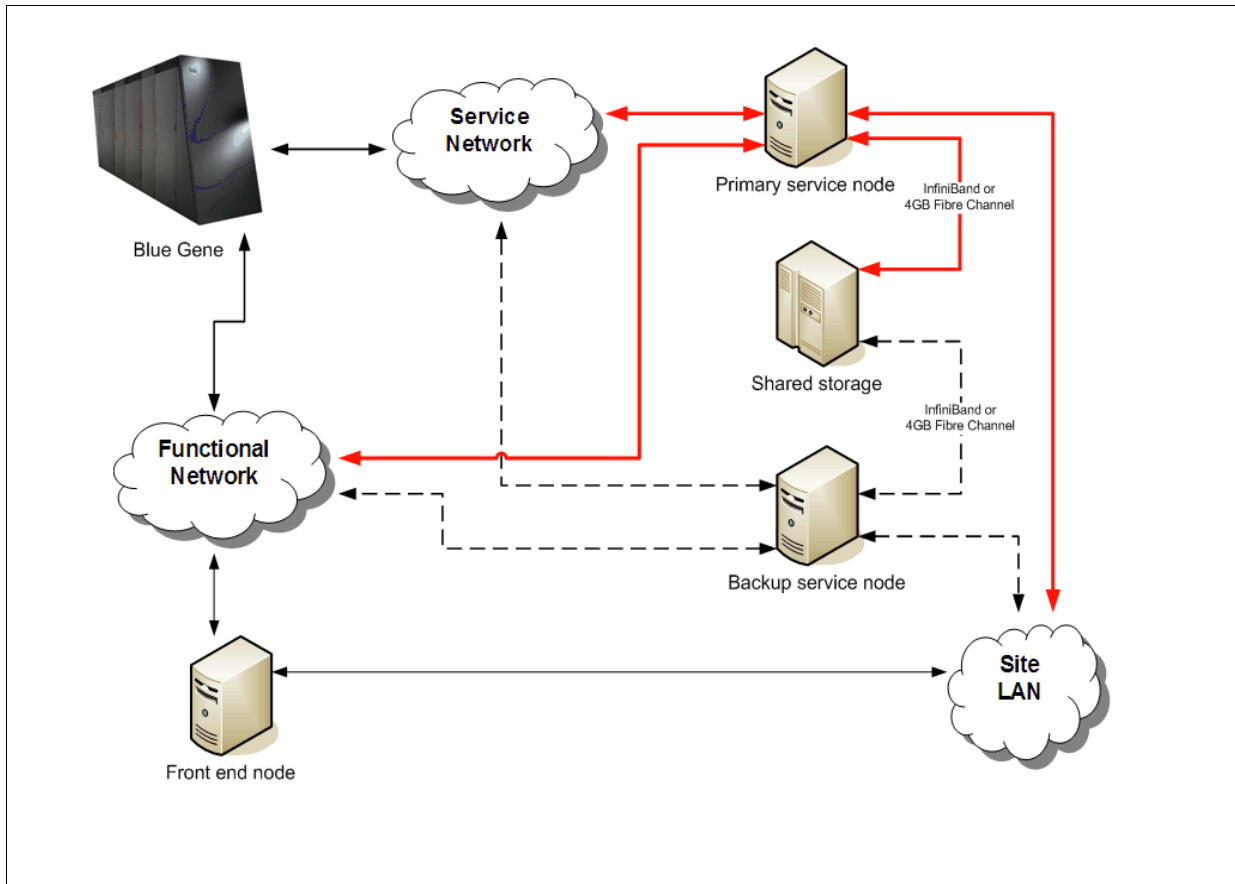 Service
Network
Primary service node
InfiniBand or
4GB Fibre Channel
Blue Gene
Shared storage
InfiniBand or
4GB Fibre Channel
Functional
Network
Backup service node
Site
LAN
Front end node